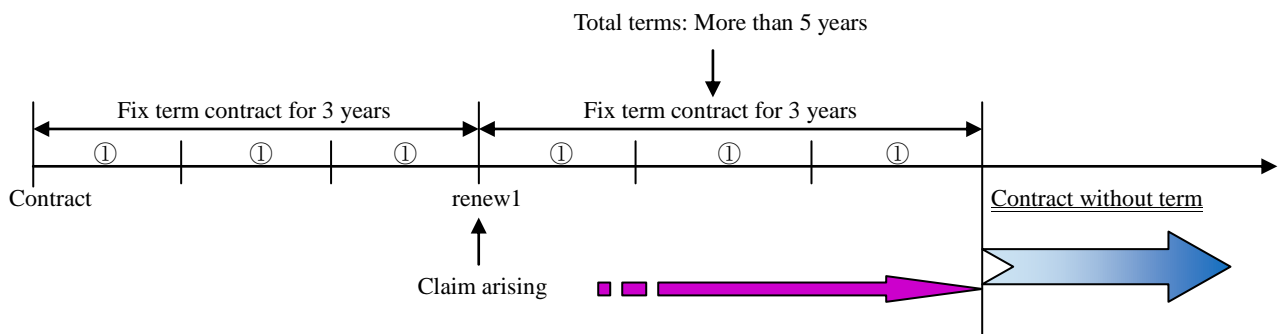 Total terms: More than 5 years
Fix term contract for 3 years
Fix term contract for 3 years
① ① ① ① ① ①
Contract
renew1
Contract without term
Claim arising